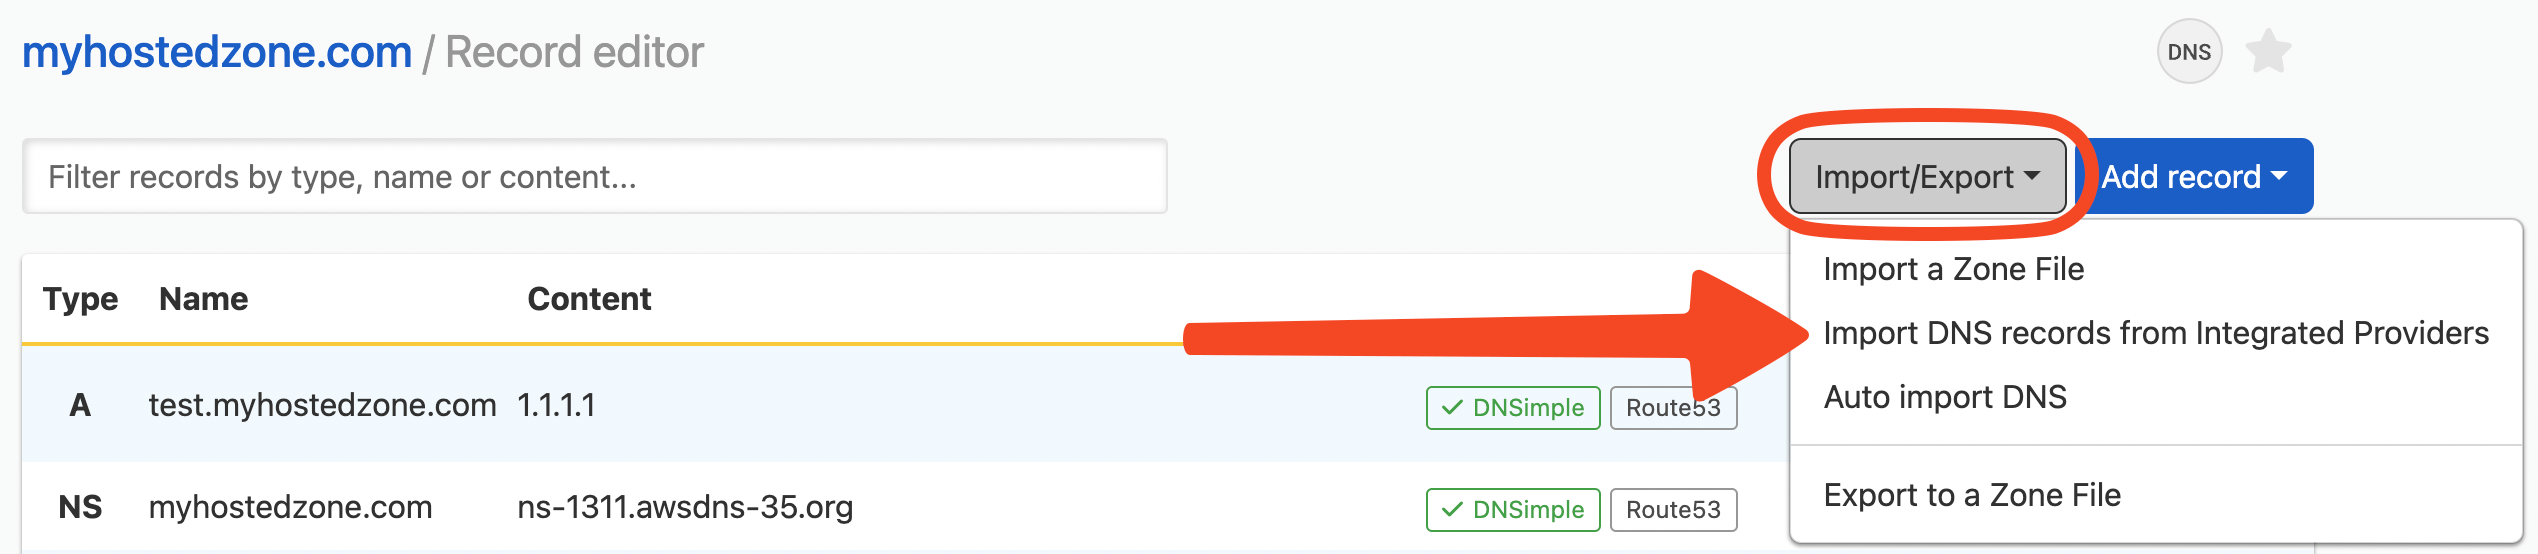 myhostedzone.com / Record editor
DNS
Filter records by type, name or content...
Import/Export
Add record
Import a Zone File
Import DNS records from Integrated Providers
Auto import DNS
Export to a Zone File
Type Name Content
A test.myhostedzone.com 1.1.1.1 DNSimple Route53
NS myhostedzone.com ns-1311.awsdns-35.org DNSimple Route53